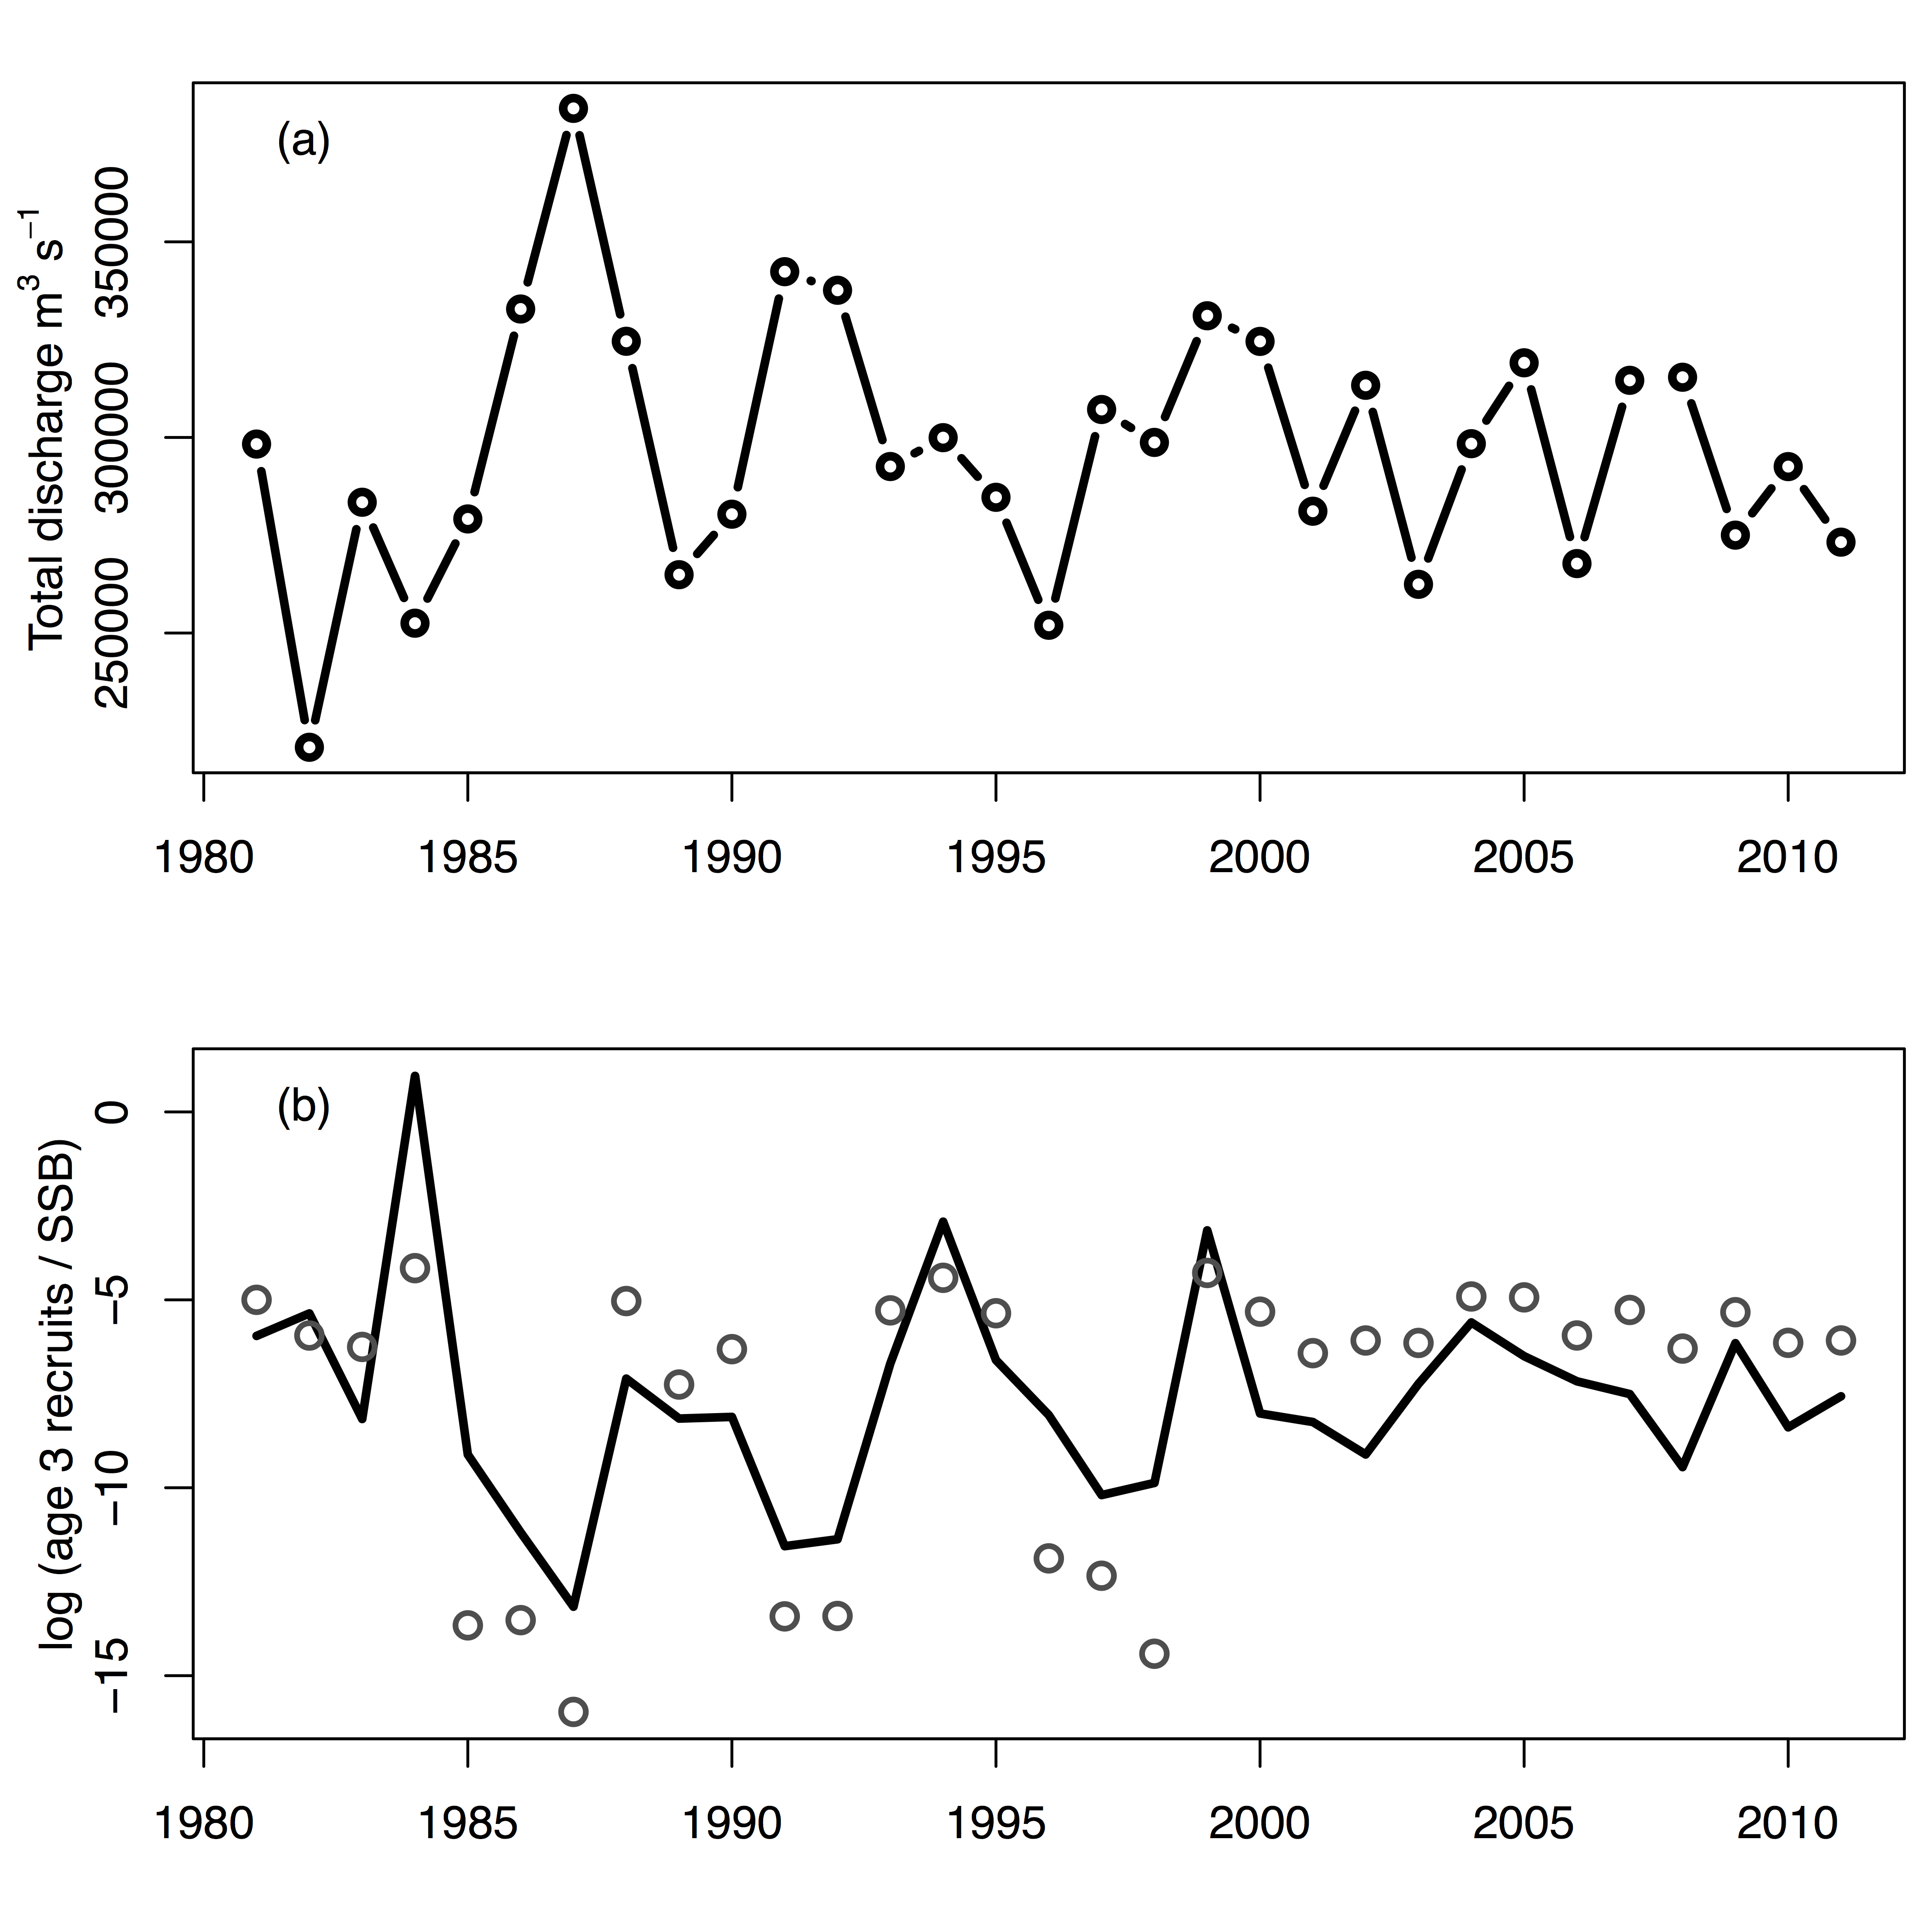 (a)
Total discharge m³ s⁻¹
350000
300000
250000
1980 1985 1990 1995 2000 2005 2010
(b)
log (age 3 recruits / SSB)
0
−5
−10
−15
1980 1985 1990 1995 2000 2005 2010